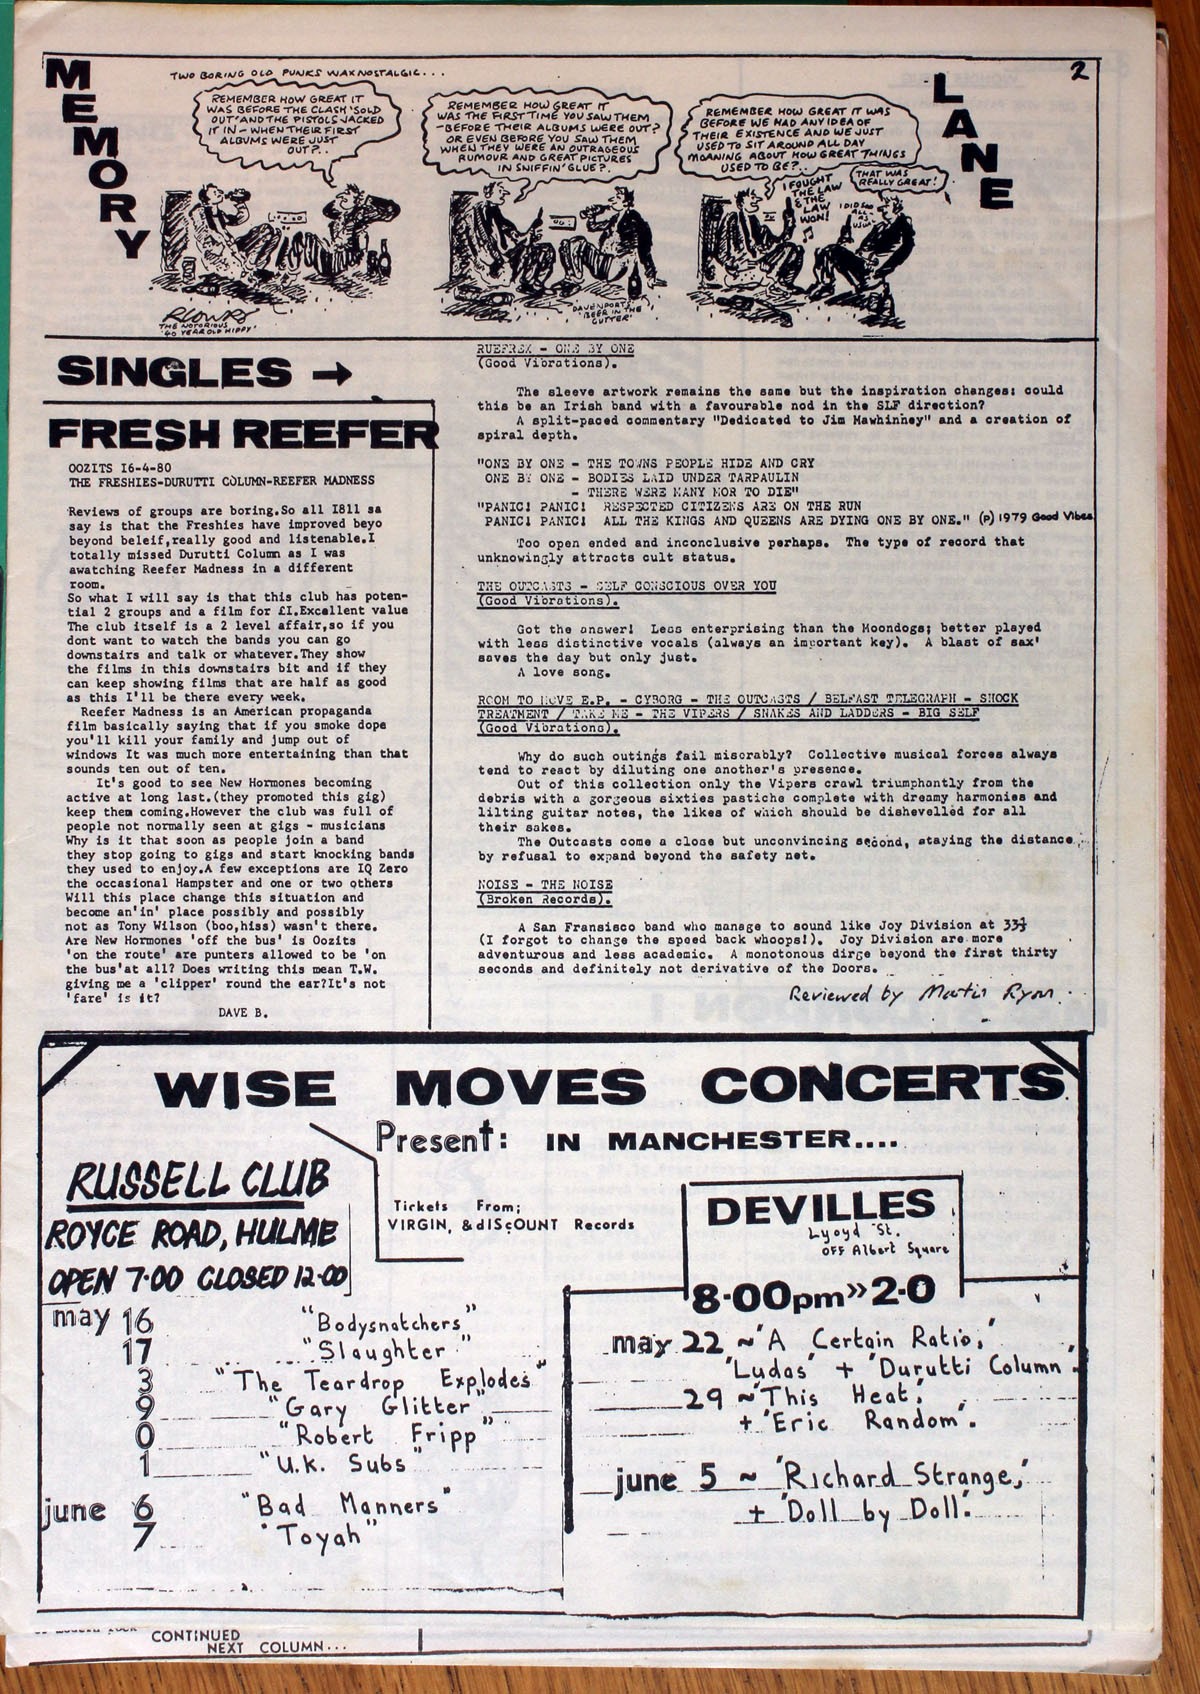 MEMORY
LANE
2
TWO BORING OLD PUNKS WAX NOSTALGIC...
REMEMBER HOW GREAT IT
WAS BEFORE THE CLASH 'SOLD
OUT' AND THE PISTOLS JACKED
IT IN - WHEN THEIR FIRST
ALBUMS WERE JUST
OUT?..
REMEMBER HOW GREAT IT
WAS THE FIRST TIME YOU SAW THEM
- BEFORE THEIR ALBUMS WERE OUT?
OR EVEN BEFORE YOU SAW THEM
WHEN THEY WERE AN OUTRAGEOUS
RUMOUR AND GREAT PICTURES
IN SNIFFIN' GLUE?.
REMEMBER HOW GREAT IT WAS
BEFORE WE HAD ANY IDEA OF
THEIR EXISTENCE AND WE JUST
USED TO SIT AROUND ALL DAY
MOANING ABOUT HOW GREAT THINGS
USED TO BE?..
I FOUGHT
THE LAW
& THE
LAW
WON!
THAT WAS
REALLY GREAT!
THE NOTORIOUS
'40 YEAR OLD HIPPY'
DAVENPORTS'
'BEER IN THE
GUTTER'
SINGLES →
FRESH REEFER
OOZITS I6-4-80
THE FRESHIES-DURUTTI COLUMN-REEFER MADNESS
Reviews of groups are boring.So all I8ll sa
say is that the Freshies have improved beyo
beyond beleif,really good and listenable.I
totally missed Durutti Column as I was
awatching Reefer Madness in a different
room.
So what I will say is that this club has poten-
tial 2 groups and a film for £I.Excellent value
The club itself is a 2 level affair,so if you
dont want to watch the bands you can go
downstairs and talk or whatever.They show
the films in this downstairs bit and if they
can keep showing films that are half as good
as this I'll be there every week.
Reefer Madness is an American propaganda
film basically saying that if you smoke dope
you'll kill your family and jump out of
windows It was much more entertaining than that
sounds ten out of ten.
It's good to see New Hormones becoming
active at long last.(they promoted this gig)
keep them coming.However the club was full of
people not normally seen at gigs - musicians
Why is it that soon as people join a band
they stop going to gigs and start knocking bands
they used to enjoy.A few exceptions are IQ Zero
the occasional Hampster and one or two others
Will this place change this situation and
become an'in' place possibly and possibly
not as Tony Wilson (boo,hiss) wasn't there.
Are New Hormones 'off the bus' is Oozits
'on the route' are punters allowed to be 'on
the bus'at all? Does writing this mean T.W.
giving me a 'clipper' round the ear?It's not
'fare' is it?
DAVE B.
RUEFREX - ONE BY ONE
(Good Vibrations).
The sleeve artwork remains the same but the inspiration changes: could
this be an Irish band with a favourable nod in the SLF direction?
A split-paced commentary "Dedicated to Jim Mawhinney" and a creation of
spiral depth.
"ONE BY ONE - THE TOWNS PEOPLE HIDE AND CRY
ONE BY ONE - BODIES LAID UNDER TARPAULIN
- THERE WERE MANY MOR TO DIE"
"PANIC! PANIC! RESPECTED CITIZENS ARE ON THE RUN
PANIC! PANIC! ALL THE KINGS AND QUEENS ARE DYING ONE BY ONE." (P) 1979 Good Vibes
Too open ended and inconclusive perhaps. The type of record that
unknowingly attracts cult status.
THE OUTCASTS - SELF CONSCIOUS OVER YOU
(Good Vibrations).
Got the answer! Less enterprising than the Moondogs; better played
with less distinctive vocals (always an important key). A blast of sax'
saves the day but only just.
A love song.
ROOM TO MOVE E.P. - CYBORG - THE OUTCASTS / BELFAST TELEGRAPH - SHOCK
TREATMENT / TAKE ME - THE VIPERS / SNAKES AND LADDERS - BIG SELF
(Good Vibrations).
Why do such outings fail miserably? Collective musical forces always
tend to react by diluting one another's presence.
Out of this collection only the Vipers crawl triumphantly from the
debris with a gorgeous sixties pastiche complete with dreamy harmonies and
lilting guitar notes, the likes of which should be dishevelled for all
their sakes.
The Outcasts come a close but unconvincing second, staying the distance
by refusal to expand beyond the safety net.
NOISE - THE NOISE
(Broken Records).
A San Fransisco band who manage to sound like Joy Division at 33⅓
(I forgot to change the speed back whoops!). Joy Division are more
adventurous and less academic. A monotonous dirge beyond the first thirty
seconds and definitely not derivative of the Doors.
Reviewed by Martin Ryan.
WISE MOVES CONCERTS
Present: IN MANCHESTER....
RUSSELL CLUB
ROYCE ROAD, HULME
OPEN 7·00 CLOSED 12·00
Tickets From;
VIRGIN, & diScOUNT Records
may 16 "Bodysnatchers"
17 "Slaughter"
3 "The Teardrop Explodes"
9 "Gary Glitter"
0 "Robert Fripp"
1 "U.K. Subs"
june 6 "Bad Manners"
7 "Toyah"
DEVILLES
Lyoyd St.
OFF Albert Square
8·00pm»2·0
may 22 ~ 'A Certain Ratio,'
'Ludas' + 'Durutti Column'.
29 ~ 'This Heat,'
+ 'Eric Random'.
june 5 ~ 'Richard Strange,'
+ 'Doll by Doll'.
CONTINUED
NEXT COLUMN...